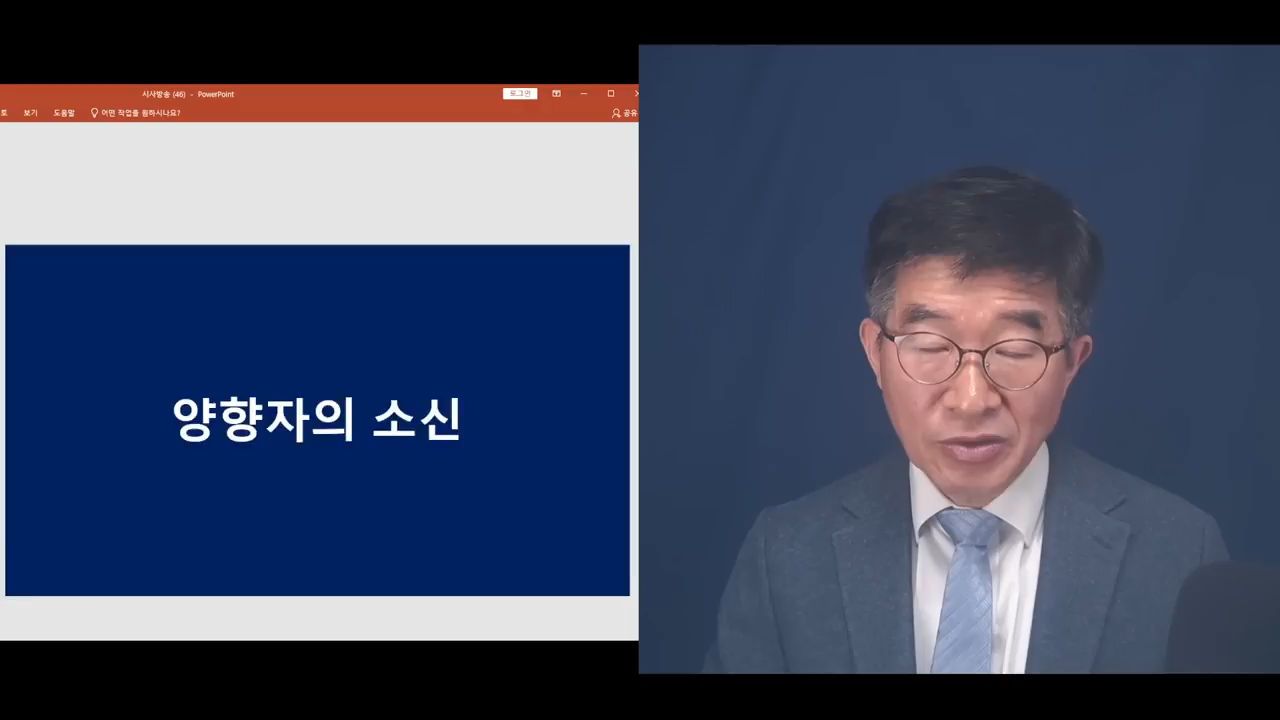 시사방송 (46) - PowerPoint
로그인
토 보기 도움말 어떤 작업을 원하시나요?
공유
양향자의 소신